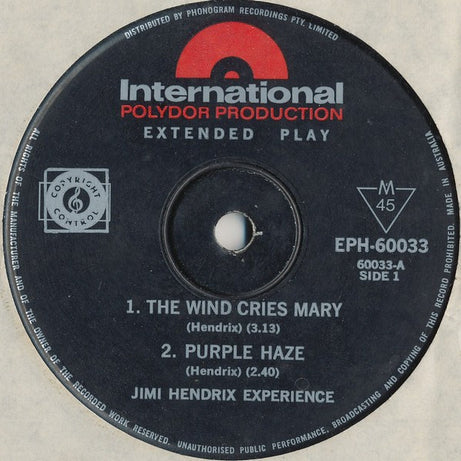 DISTRIBUTED BY PHONOGRAM RECORDINGS PTY. LIMITED
International
POLYDOR PRODUCTION
EXTENDED PLAY
COPYRIGHT
CONTROL
M
45
EPH-60033
60033-A
SIDE 1
1. THE WIND CRIES MARY
(Hendrix) (3.13)
2. PURPLE HAZE
(Hendrix) (2.40)
JIMI HENDRIX EXPERIENCE
ALL RIGHTS OF THE MANUFACTURER AND OF THE OWNER OF THE RECORDED WORK RESERVED. UNAUTHORISED PUBLIC PERFORMANCE, BROADCASTING AND COPYING OF THIS RECORD PROHIBITED. MADE IN AUSTRALIA